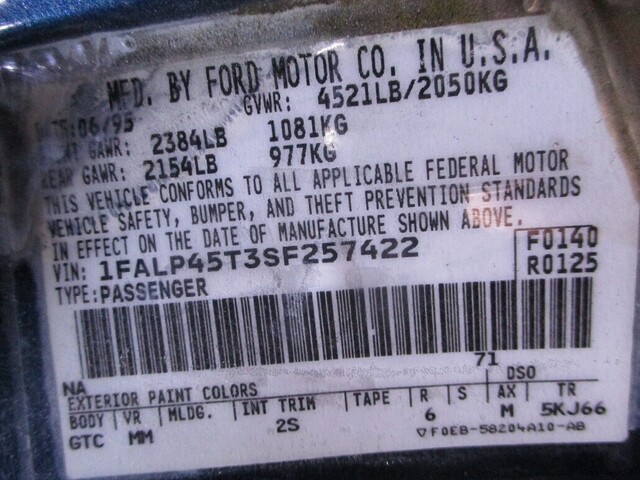 MFD. BY FORD MOTOR CO. IN U.S.A.
06/95 GVWR: 4521LB/2050KG
GAWR: 2384LB 1081KG
REAR GAWR: 2154LB 977KG
THIS VEHICLE CONFORMS TO ALL APPLICABLE FEDERAL MOTOR
VEHICLE SAFETY, BUMPER, AND THEFT PREVENTION STANDARDS
IN EFFECT ON THE DATE OF MANUFACTURE SHOWN ABOVE.
VIN: 1FALP45T3SF257422 F0140
TYPE: PASSENGER R0125
71
NA DSO
EXTERIOR PAINT COLORS
BODY VR MLDG. INT TRIM TAPE R S AX TR
GTC MM 2S 6 M 5KJ66
▽F0EB-58204A10-AB